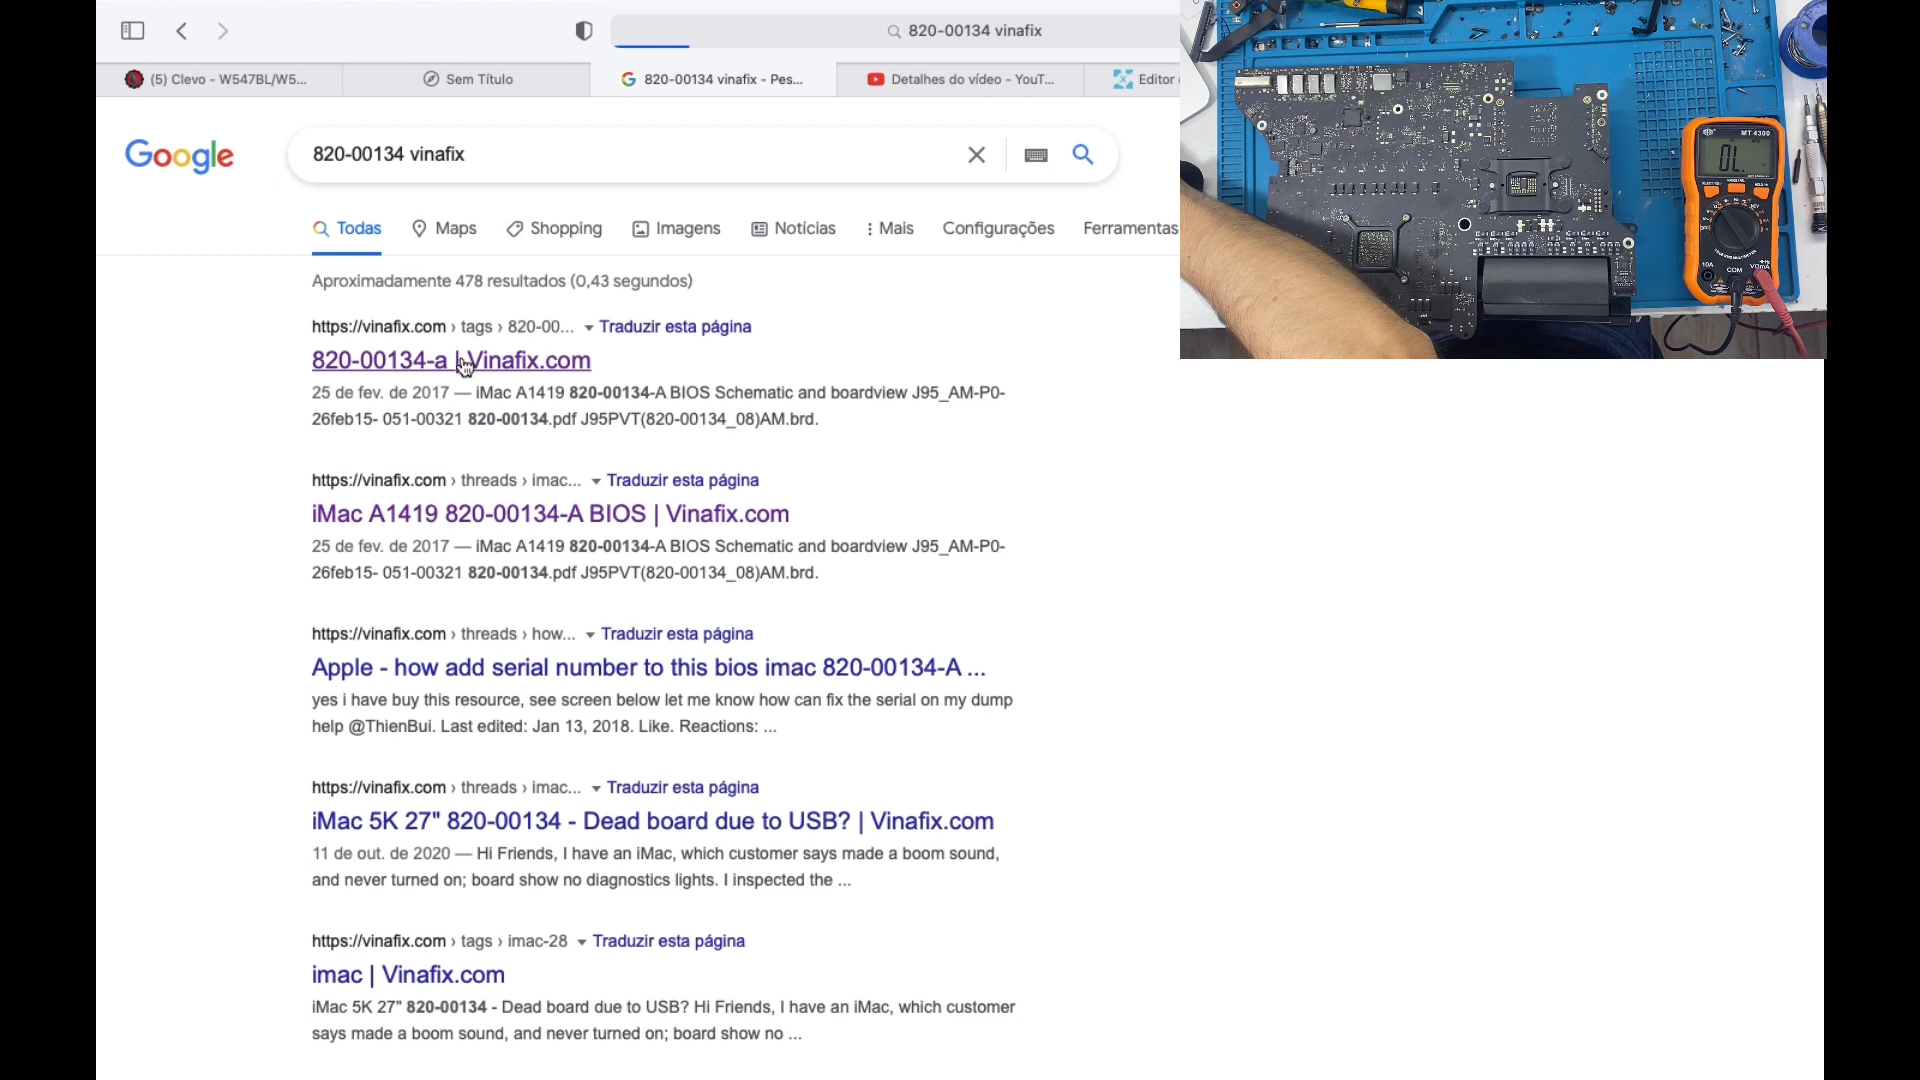 820-00134 vinafix
(5) Clevo - W547BL/W5...
Sem Título
820-00134 vinafix - Pes...
Detalhes do vídeo - YouT...
Editor
Google
820-00134 vinafix
Todas
Maps
Shopping
Imagens
Notícias
Mais
Configurações
Ferramentas
Aproximadamente 478 resultados (0,43 segundos)
https://vinafix.com › tags › 820-00... Traduzir esta página
820-00134-a | Vinafix.com
25 de fev. de 2017 — iMac A1419 820-00134-A BIOS Schematic and boardview J95_AM-P0-
26feb15- 051-00321 820-00134.pdf J95PVT(820-00134_08)AM.brd.
https://vinafix.com › threads › imac... Traduzir esta página
iMac A1419 820-00134-A BIOS | Vinafix.com
25 de fev. de 2017 — iMac A1419 820-00134-A BIOS Schematic and boardview J95_AM-P0-
26feb15- 051-00321 820-00134.pdf J95PVT(820-00134_08)AM.brd.
https://vinafix.com › threads › how... Traduzir esta página
Apple - how add serial number to this bios imac 820-00134-A ...
yes i have buy this resource, see screen below let me know how can fix the serial on my dump
help @ThienBui. Last edited: Jan 13, 2018. Like. Reactions: ...
https://vinafix.com › threads › imac... Traduzir esta página
iMac 5K 27" 820-00134 - Dead board due to USB? | Vinafix.com
11 de out. de 2020 — Hi Friends, I have an iMac, which customer says made a boom sound,
and never turned on; board show no diagnostics lights. I inspected the ...
https://vinafix.com › tags › imac-28 Traduzir esta página
imac | Vinafix.com
iMac 5K 27" 820-00134 - Dead board due to USB? Hi Friends, I have an iMac, which customer
says made a boom sound, and never turned on; board show no ...
MT 4300
OL
10A
COM